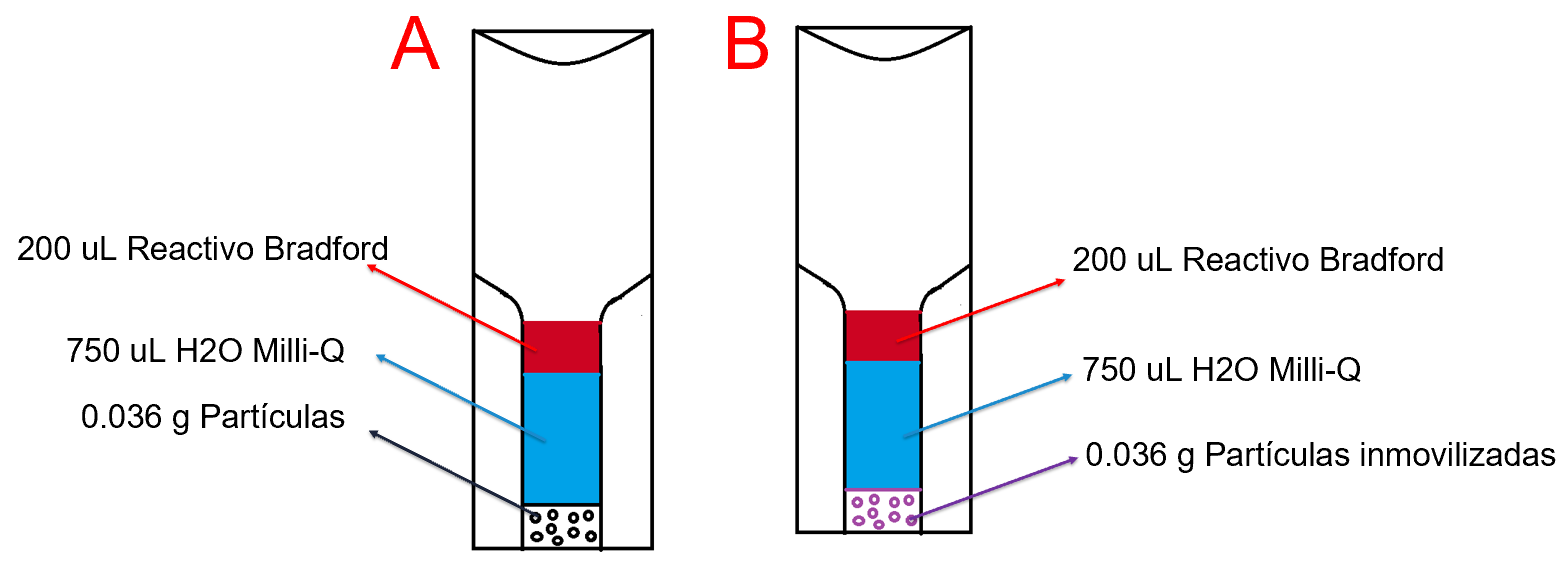 A
B
200 uL Reactivo Bradford
750 uL H2O Milli-Q
0.036 g Partículas
200 uL Reactivo Bradford
750 uL H2O Milli-Q
0.036 g Partículas inmovilizadas